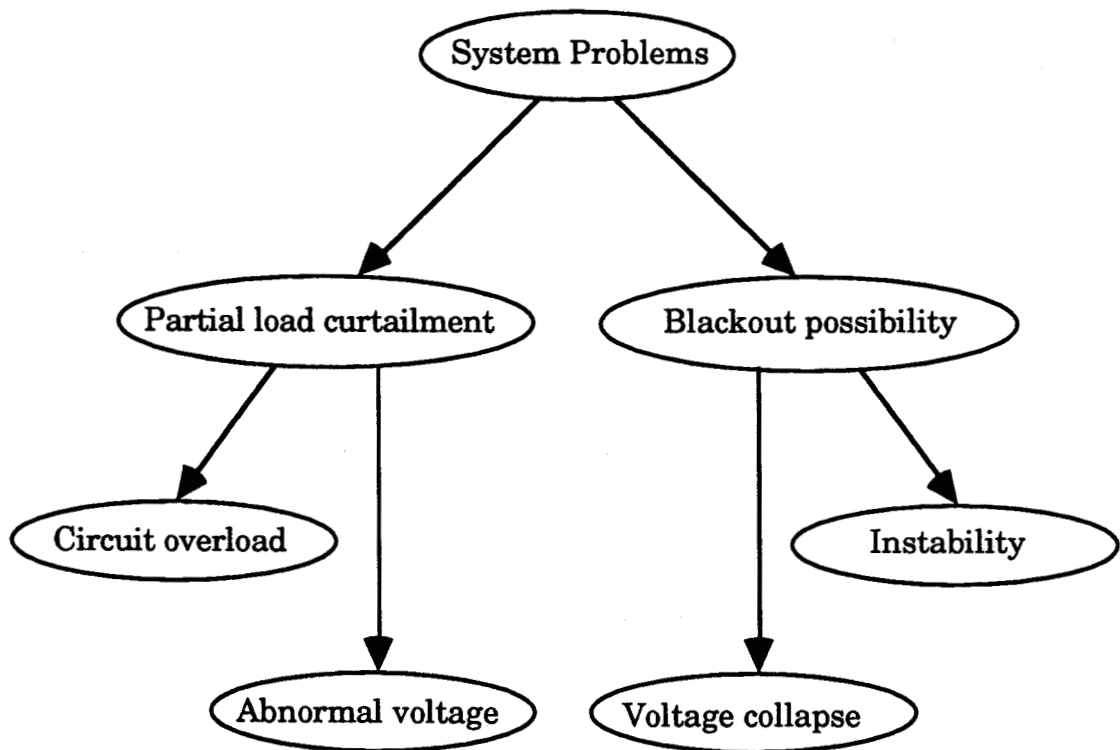 System Problems
Partial load curtailment
Blackout possibility
Circuit overload
Instability
Abnormal voltage
Voltage collapse